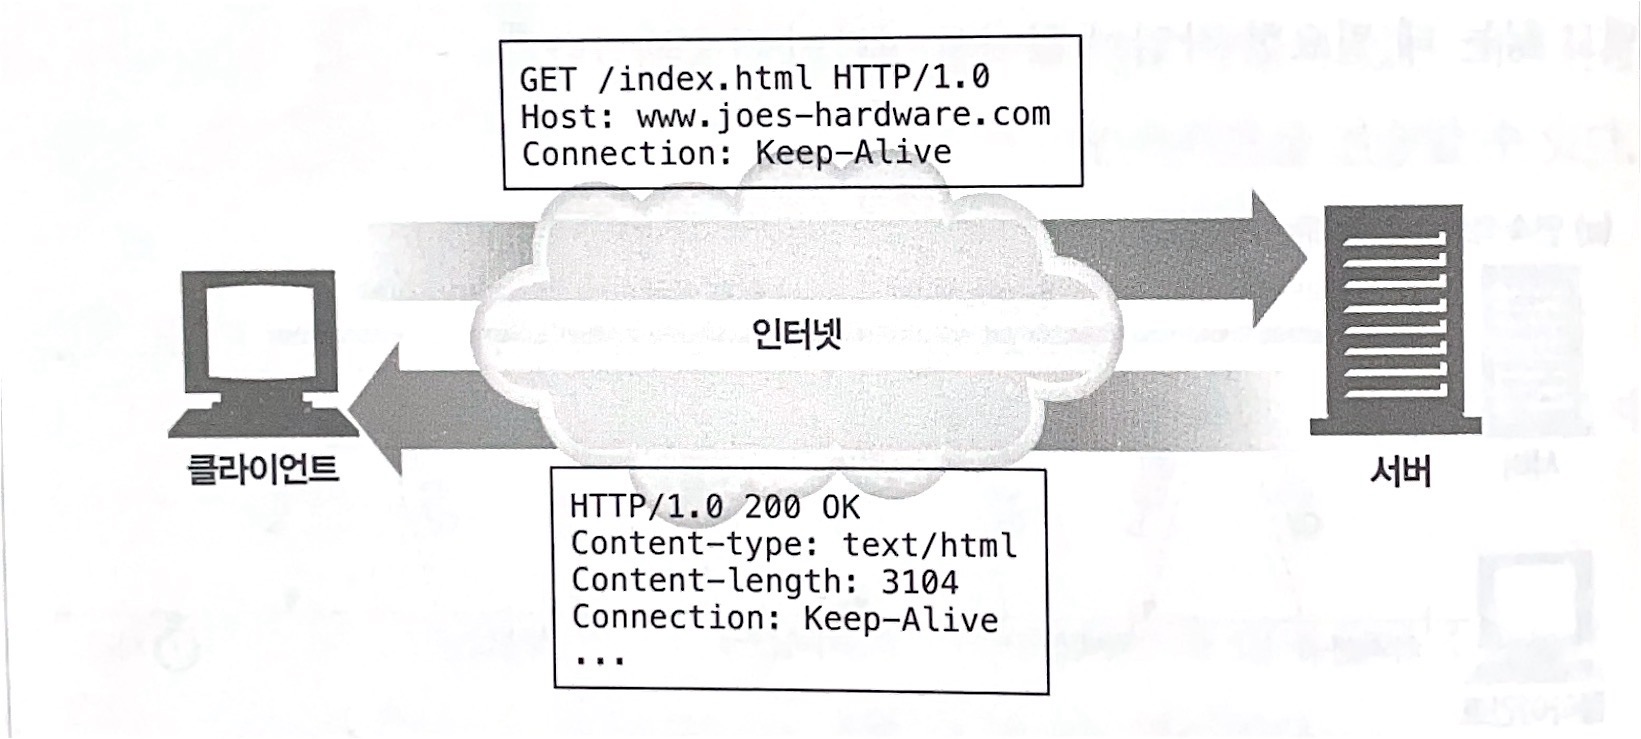 GET /index.html HTTP/1.0
Host: www.joes-hardware.com
Connection: Keep-Alive
인터넷
클라이언트
서버
HTTP/1.0 200 OK
Content-type: text/html
Content-length: 3104
Connection: Keep-Alive
...